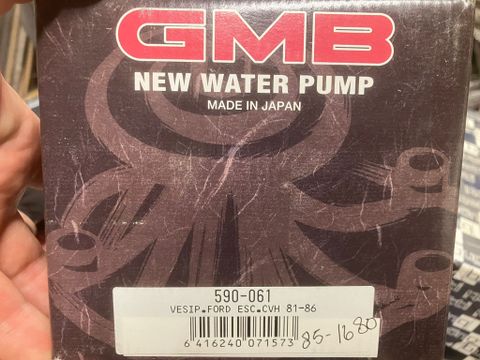 GMB
NEW WATER PUMP
MADE IN JAPAN
590-061
VESIP.FORD ESC.CVH 81-86
6 416240 071573
85-1680